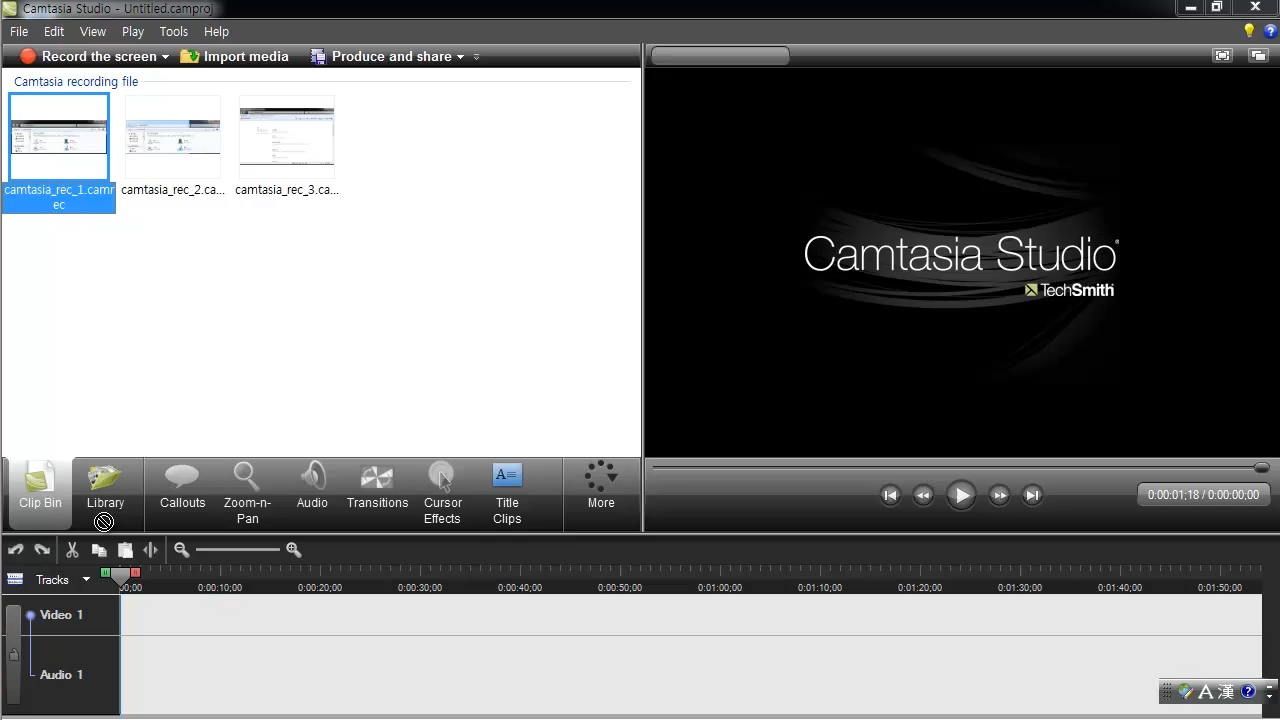 Camtasia Studio - Untitled.camproj
File Edit View Play Tools Help
Record the screen Import media Produce and share
Camtasia recording file
camtasia_rec_1.camr
ec
camtasia_rec_2.ca...
camtasia_rec_3.ca...
Camtasia Studio®
TechSmith
Clip Bin
Library
Callouts
Zoom-n-
Pan
Audio
Transitions
Cursor
Effects
Title
Clips
More
0:00:01;18 / 0:00:00;00
Tracks
00;00 0:00:10;00 0:00:20;00 0:00:30;00 0:00:40;00 0:00:50;00 0:01:00;00 0:01:10;00 0:01:20;00 0:01:30;00 0:01:40;00 0:01:50;00
Video 1
Audio 1
A 漢